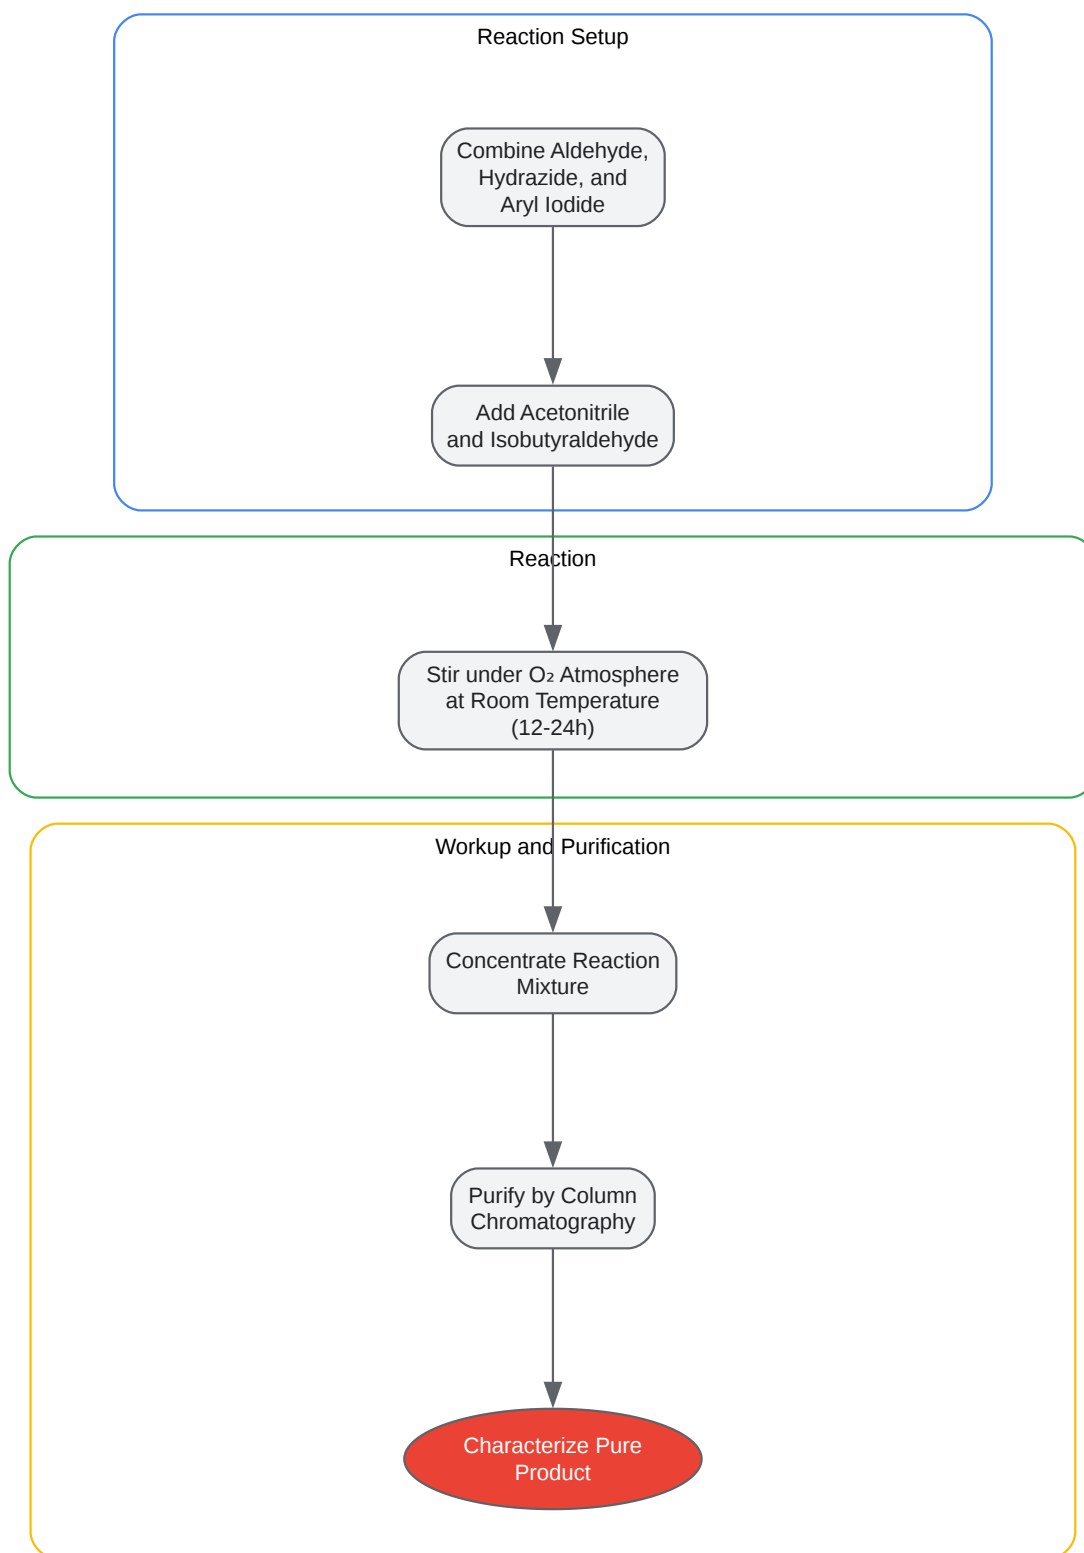 Reaction Setup
Combine Aldehyde,
Hydrazide, and
Aryl Iodide
Add Acetonitrile
and Isobutyraldehyde
Reaction
Stir under O₂ Atmosphere
at Room Temperature
(12-24h)
Workup and Purification
Concentrate Reaction
Mixture
Purify by Column
Chromatography
Characterize Pure
Product